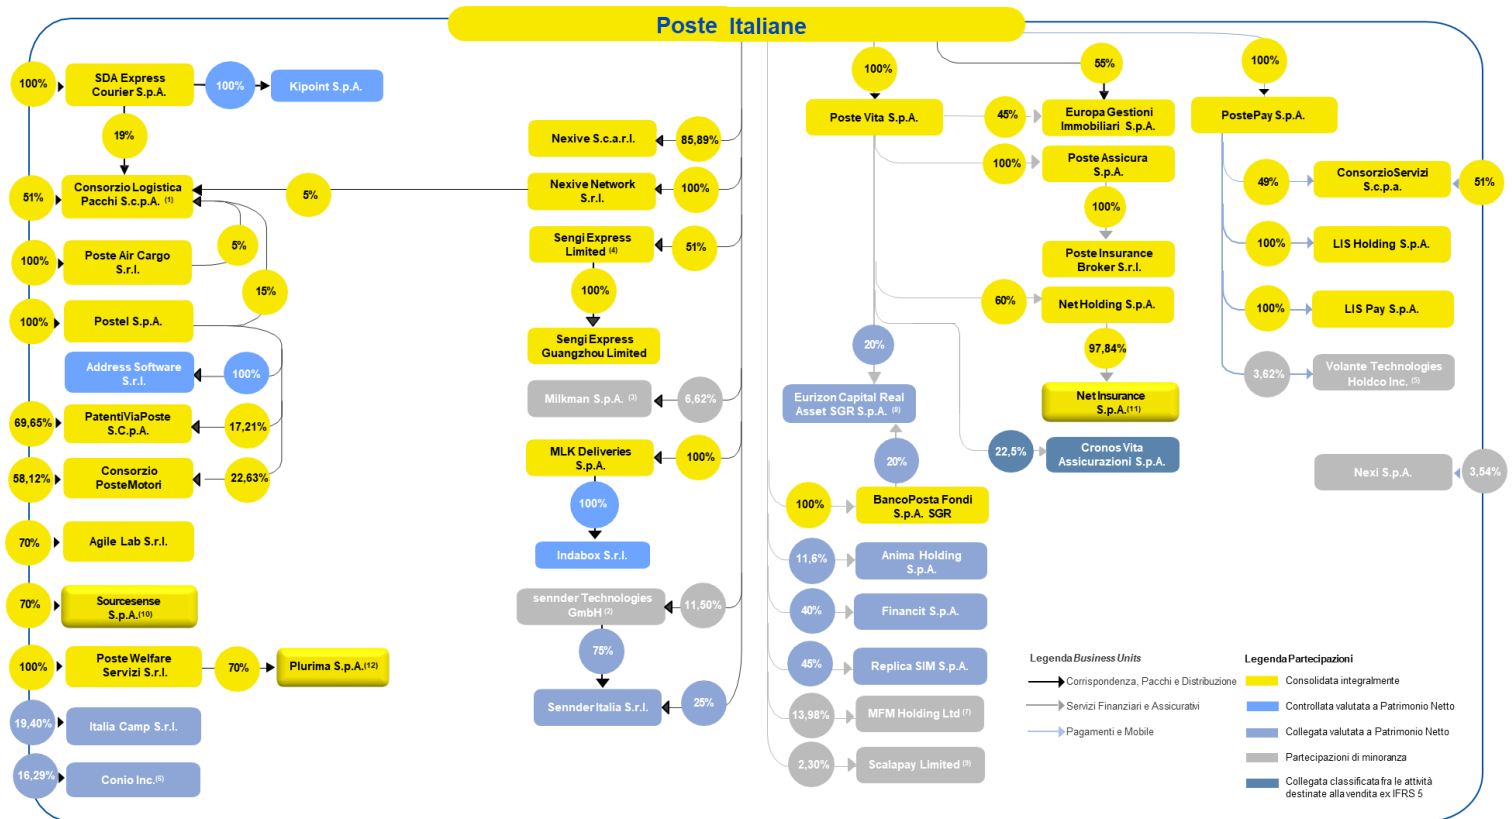 Poste Italiane
100%
SDA Express
Courier S.p.A.
100%
Kipoint S.p.A.
19%
51%
Consorzio Logistica
Pacchi S.c.p.A. (1)
5%
100%
Poste Air Cargo
S.r.l.
5%
15%
100%
Postel S.p.A.
Address Software
S.r.l.
100%
69,65%
PatentiViaPoste
S.C.p.A.
17,21%
58,12%
Consorzio
PosteMotori
22,63%
70%
Agile Lab S.r.l.
70%
Sourcesense
S.p.A.(10)
100%
Poste Welfare
Servizi S.r.l.
70%
Plurima S.p.A.(12)
19,40%
Italia Camp S.r.l.
16,29%
Conio Inc.(6)
Nexive S.c.a.r.l.
85,89%
Nexive Network
S.r.l.
100%
Sengi Express
Limited (4)
51%
100%
Sengi Express
Guangzhou Limited
Milkman S.p.A. (3)
6,62%
MLK Deliveries
S.p.A.
100%
100%
Indabox S.r.l.
sennder Technologies
GmbH (2)
11,50%
75%
Sennder Italia S.r.l.
25%
100%
Poste Vita S.p.A.
55%
45%
Europa Gestioni
Immobiliari S.p.A.
100%
Poste Assicura
S.p.A.
100%
Poste Insurance
Broker S.r.l.
60%
Net Holding S.p.A.
97,84%
Net Insurance
S.p.A.(11)
20%
Eurizon Capital Real
Asset SGR S.p.A. (8)
20%
22,5%
Cronos Vita
Assicurazioni S.p.A.
100%
BancoPosta Fondi
S.p.A. SGR
11,6%
Anima Holding
S.p.A.
40%
Financit S.p.A.
45%
Replica SIM S.p.A.
13,98%
MFM Holding Ltd (7)
2,30%
Scalapay Limited (9)
100%
PostePay S.p.A.
49%
ConsorzioServizi
S.c.p.a.
51%
100%
LIS Holding S.p.A.
100%
LIS Pay S.p.A.
3,62%
Volante Technologies
Holdco Inc. (5)
Nexi S.p.A.
3,54%
Legenda Business Units
Corrispondenza, Pacchi e Distribuzione
Servizi Finanziari e Assicurativi
Pagamenti e Mobile
Legenda Partecipazioni
Consolidata integralmente
Controllata valutata a Patrimonio Netto
Collegata valutata a Patrimonio Netto
Partecipazioni di minoranza
Collegata classificata fra le attività
destinate alla vendita ex IFRS 5